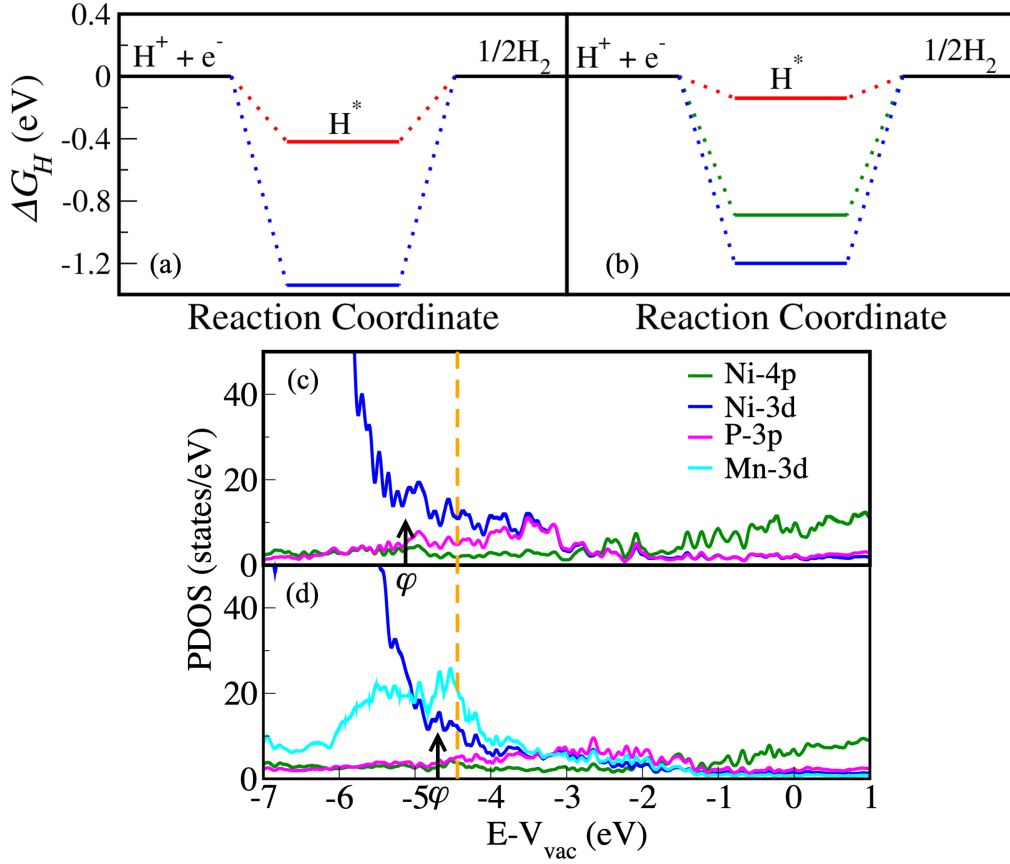 0.4
0
-0.4
-0.8
-1.2
ΔG_H (eV)
H⁺ + e⁻
H*
1/2H₂
(a)
H⁺ + e⁻
H*
1/2H₂
(b)
Reaction Coordinate
Reaction Coordinate
PDOS (states/eV)
40
20
0
(c)
Ni-4p
Ni-3d
P-3p
Mn-3d
φ
40
20
0
(d)
φ
-7 -6 -5 -4 -3 -2 -1 0 1
E-V_vac (eV)